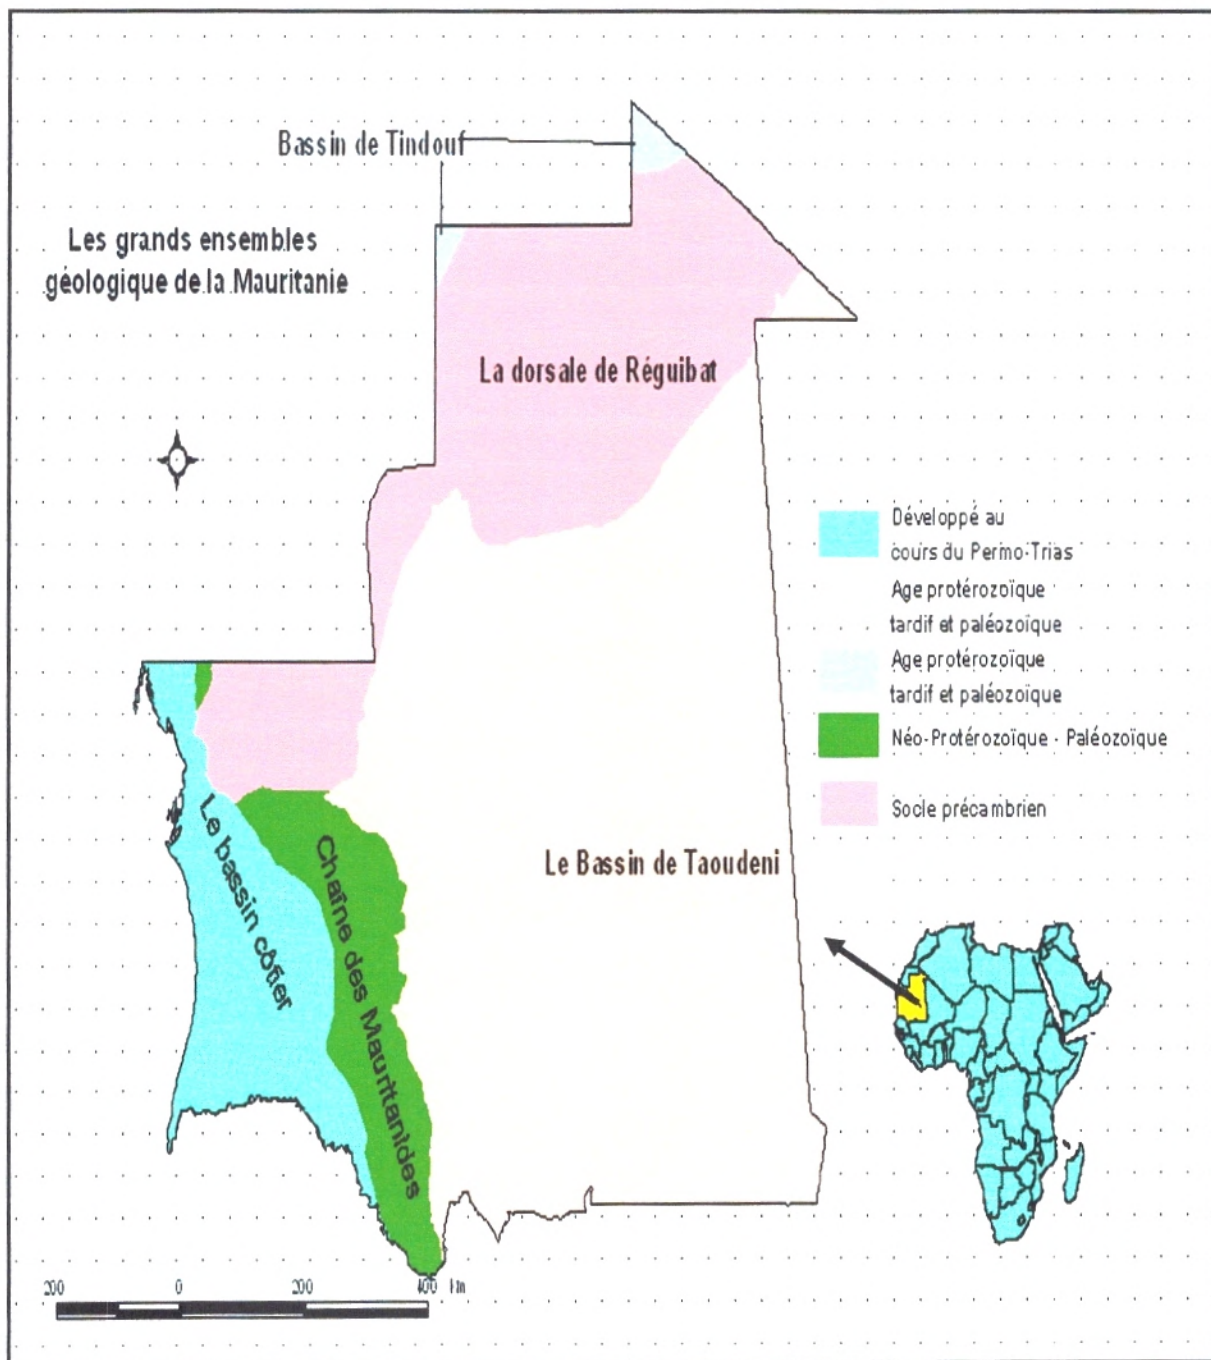 Bassin de Tindouf
Les grands ensembles
géologique de la Mauritanie
La dorsale de Réguibat
Développé au
cours du Permo-Trias
Age protérozoïque
tardif et paléozoïque
Age protérozoïque
tardif et paléozoïque
Néo-Protérozoïque - Paléozoïque
Socle précambrien
Le bassin côtier
Chaîne des Mauritanides
Le Bassin de Taoudeni
200 0 200 400 km